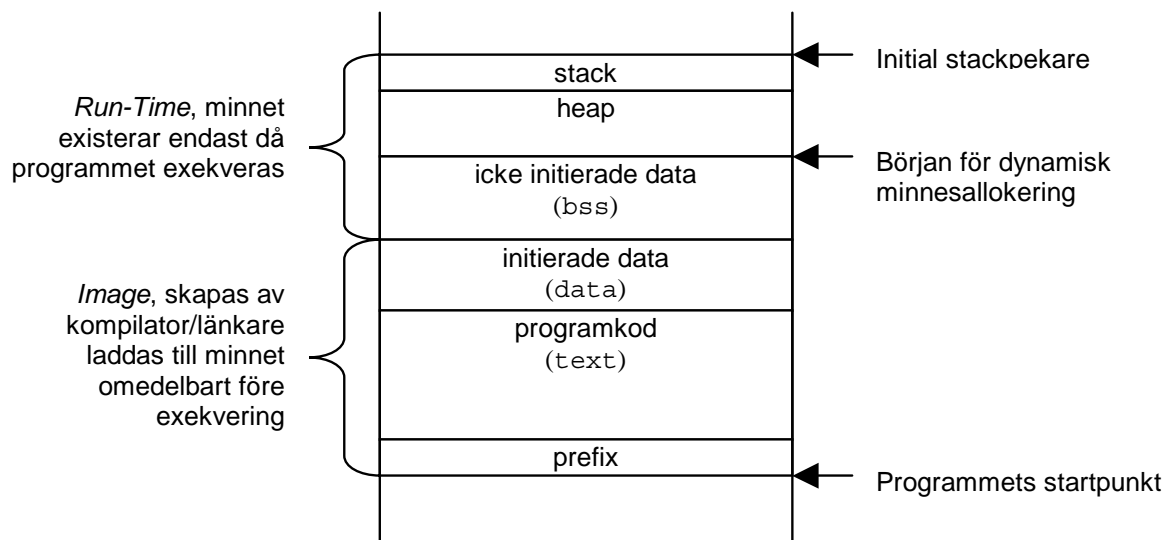 Initial stackpekare
stack
Run-Time, minnet
existerar endast då
programmet exekveras
heap
Början för dynamisk
minnesallokering
icke initierade data
(bss)
initierade data
(data)
Image, skapas av
kompilator/länkare
laddas till minnet
omedelbart före
exekvering
programkod
(text)
prefix
Programmets startpunkt